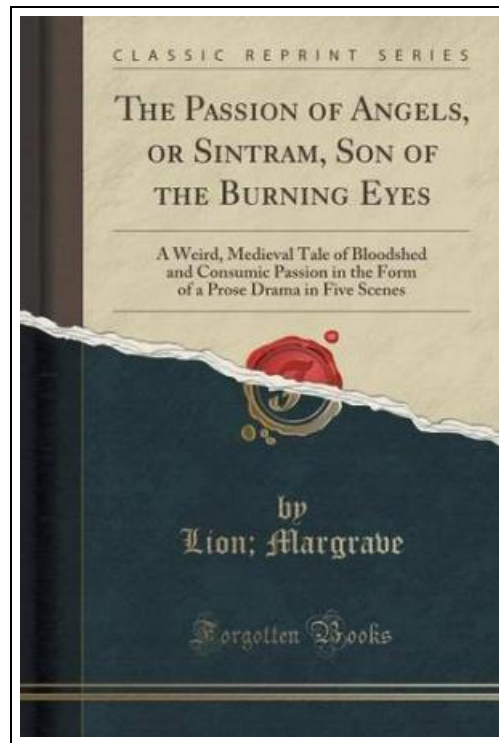 CLASSIC REPRINT SERIES
THE PASSION OF ANGELS,
OR SINTRAM, SON OF
THE BURNING EYES
A Weird, Medieval Tale of Bloodshed
and Consumic Passion in the Form
of a Prose Drama in Five Scenes
by
Lion; Margrave
Forgotten Books